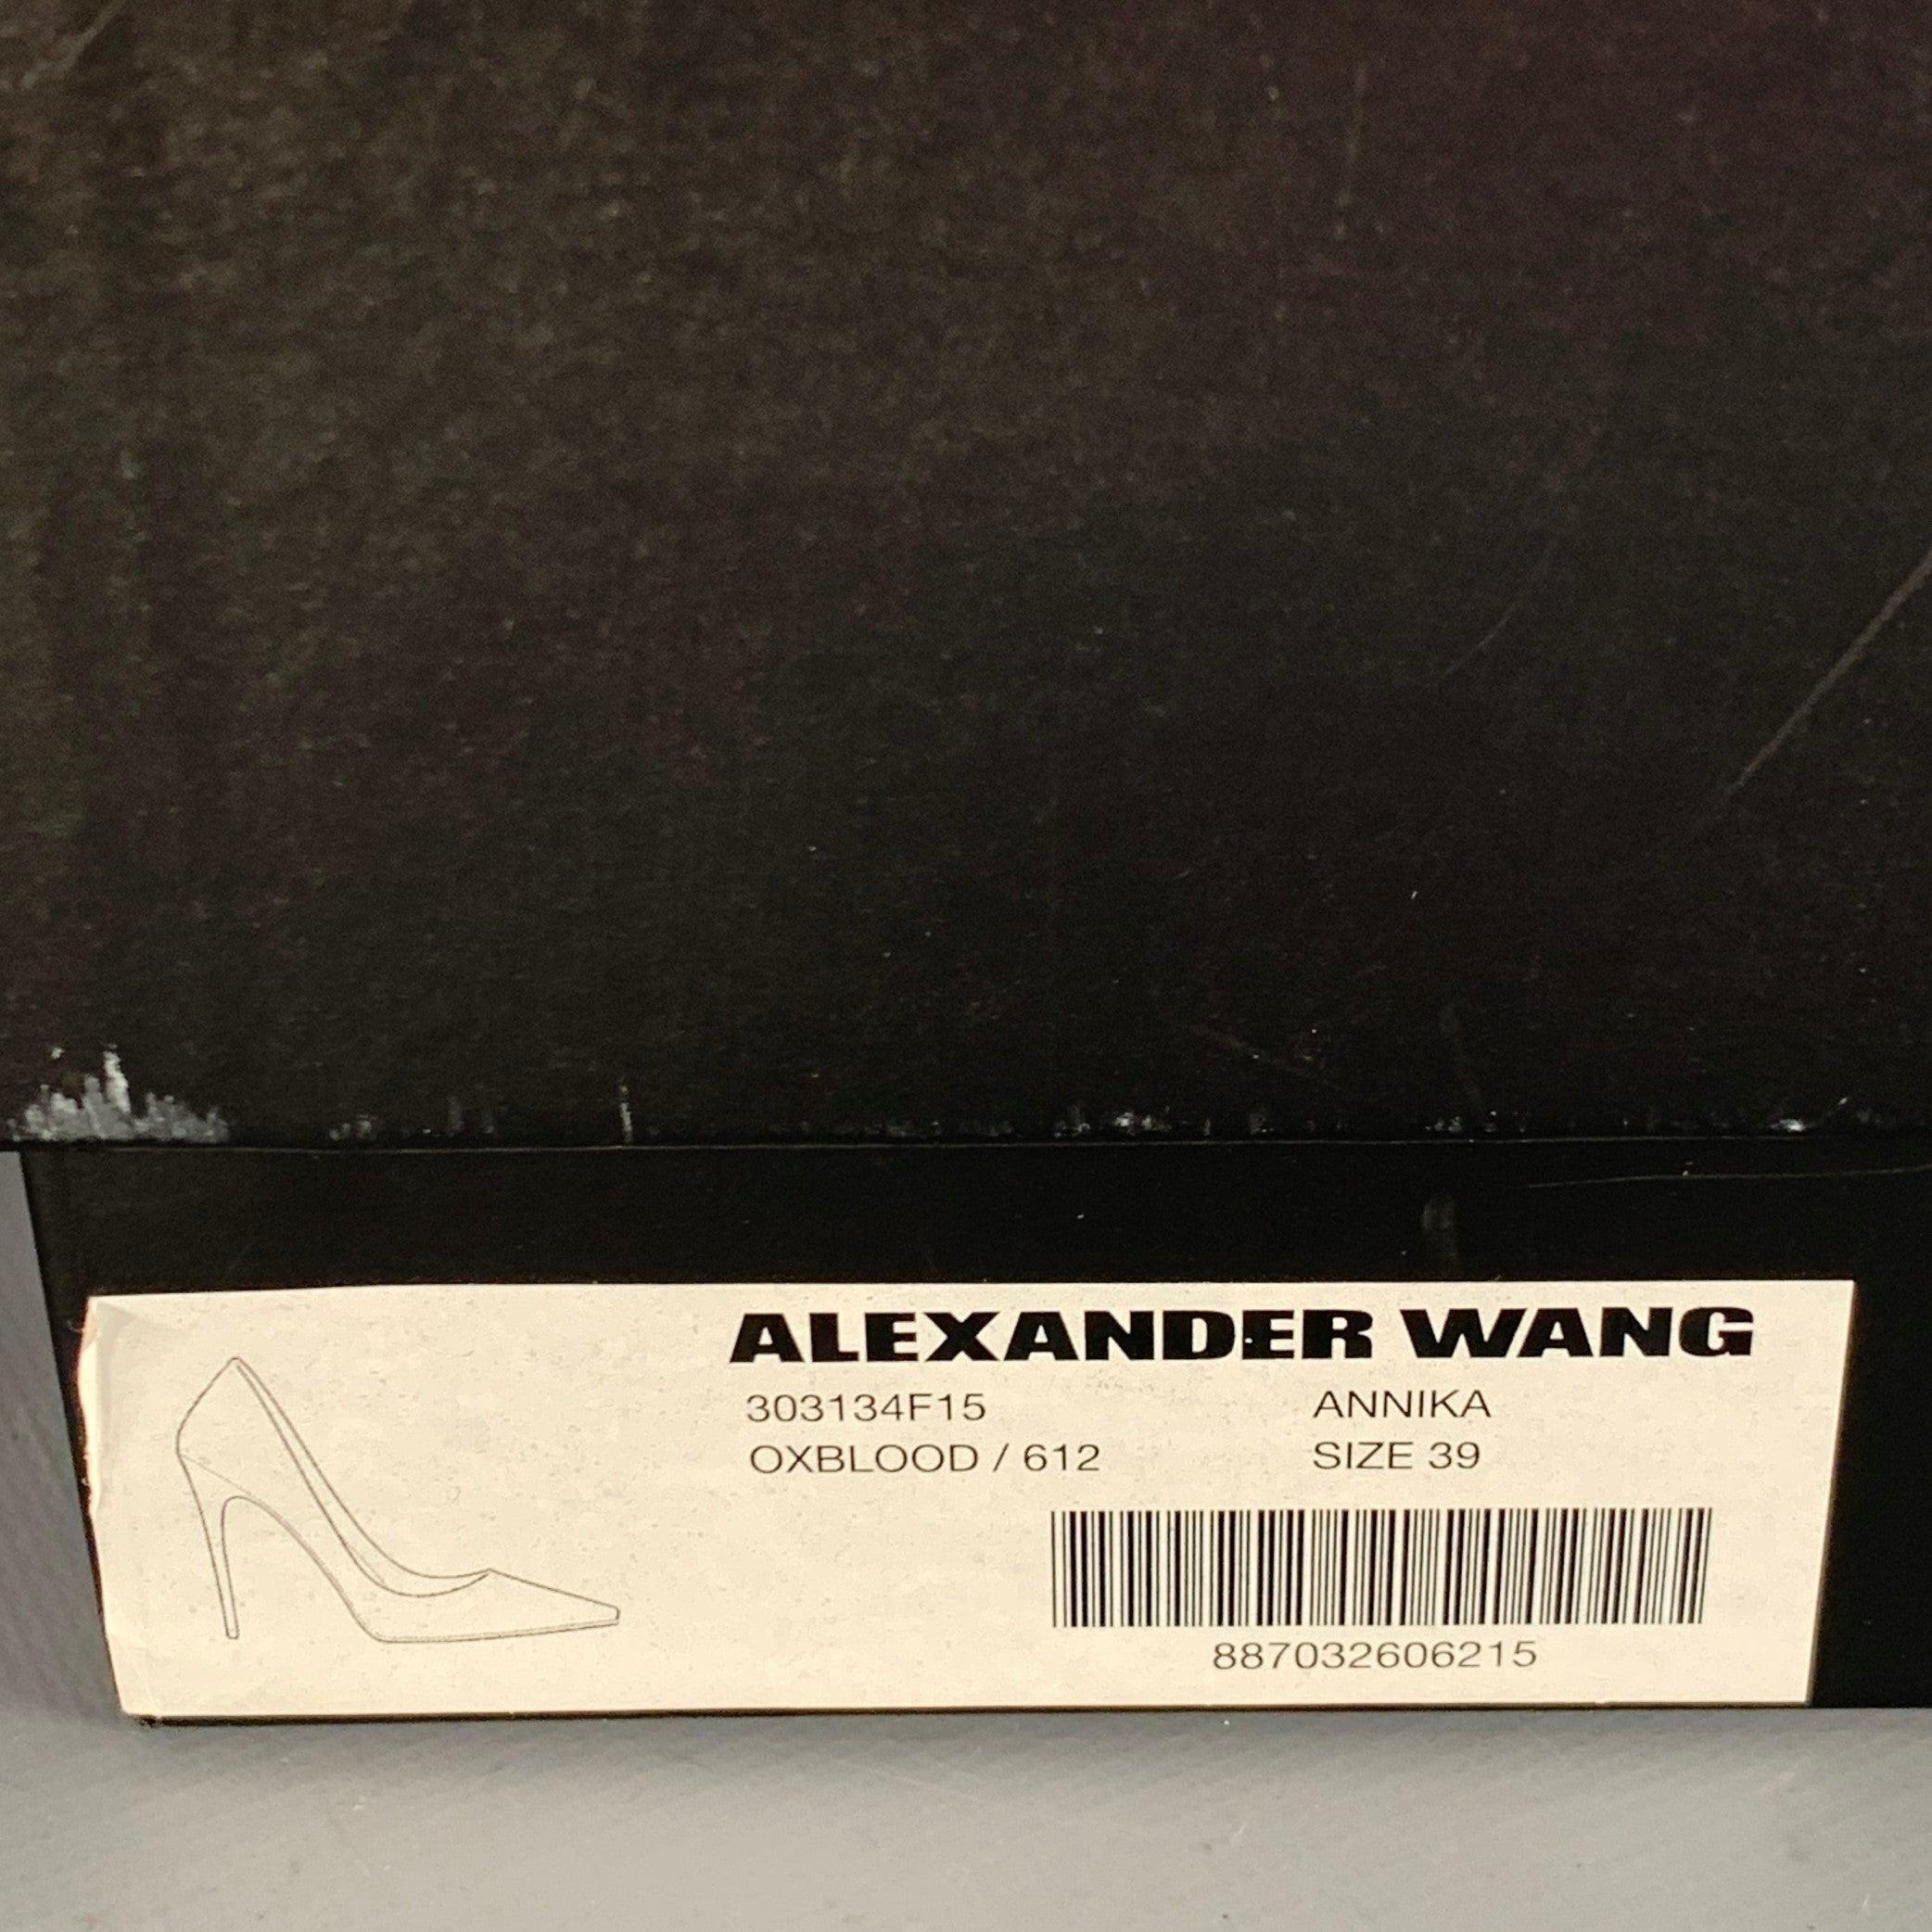 ALEXANDER WANG
303134F15 ANNIKA
OXBLOOD / 612 SIZE 39
887032606215